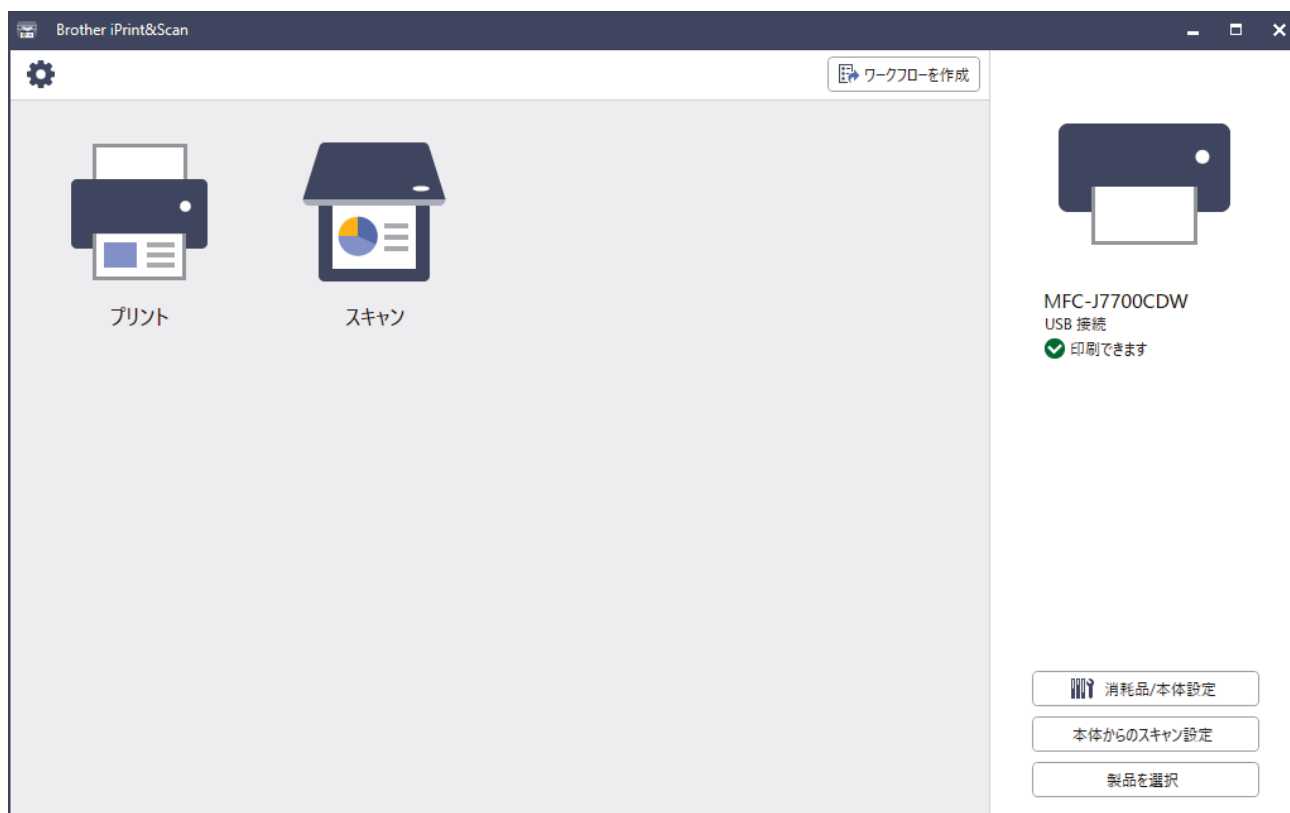 Brother iPrint&Scan
ワークフローを作成
プリント
スキャン
MFC-J7700CDW
USB 接続
印刷できます
消耗品/本体設定
本体からのスキャン設定
製品を選択